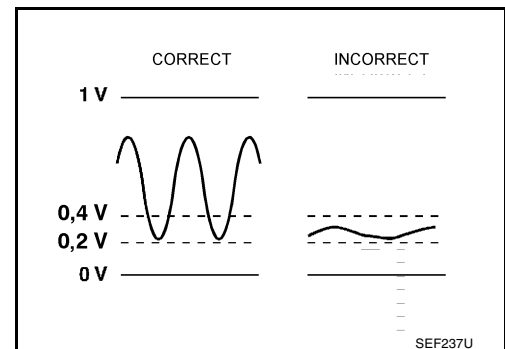 CORRECT INCORRECT
1 V
0,4 V
0,2 V
0 V
SEF237U